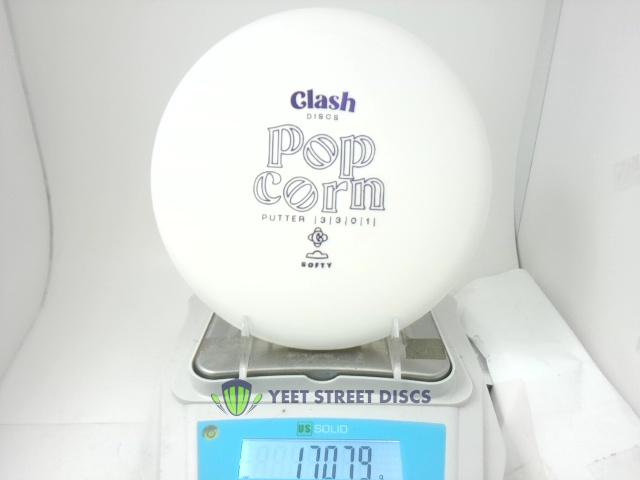 Clash
DISCS
Pop
corn
PUTTER |3|3|0|1|
SOFTY
YEET STREET DISCS
US SOLID
170.79
g